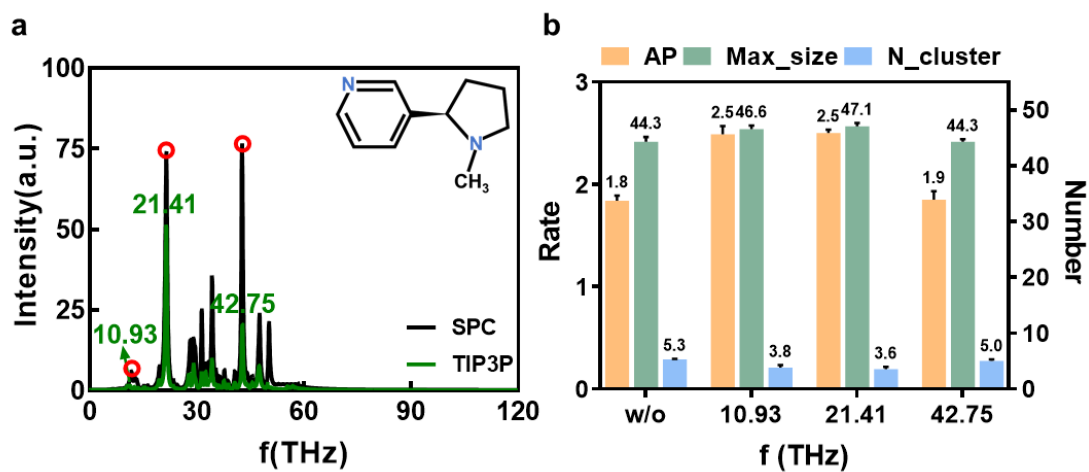 a
100
75
50
25
0
Intensity(a.u.)
21.41
42.75
10.93
N
N
CH3
SPC
TIP3P
0 30 60 90 120
f(THz)
b
AP Max_size N_cluster
3
2
1
0
Rate
50
40
30
20
10
0
Number
1.8 44.3 5.3
2.5 46.6 3.8
2.5 47.1 3.6
1.9 44.3 5.0
w/o 10.93 21.41 42.75
f (THz)